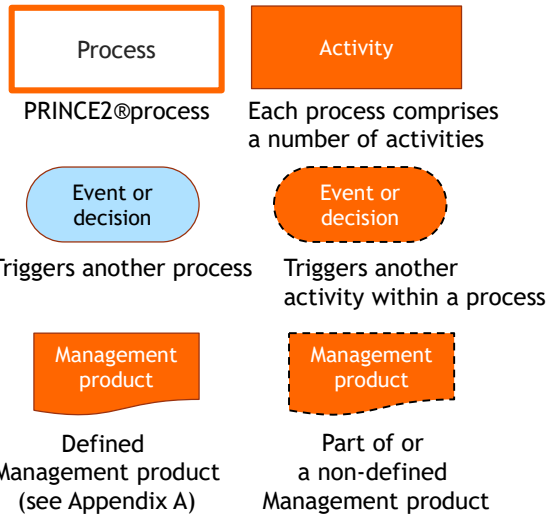 Process
Activity
PRINCE2®process
Each process comprises
a number of activities
Event or
decision
Event or
decision
Triggers another process
Triggers another
activity within a process
Management
product
Management
product
Defined
Management product
(see Appendix A)
Part of or
a non-defined
Management product